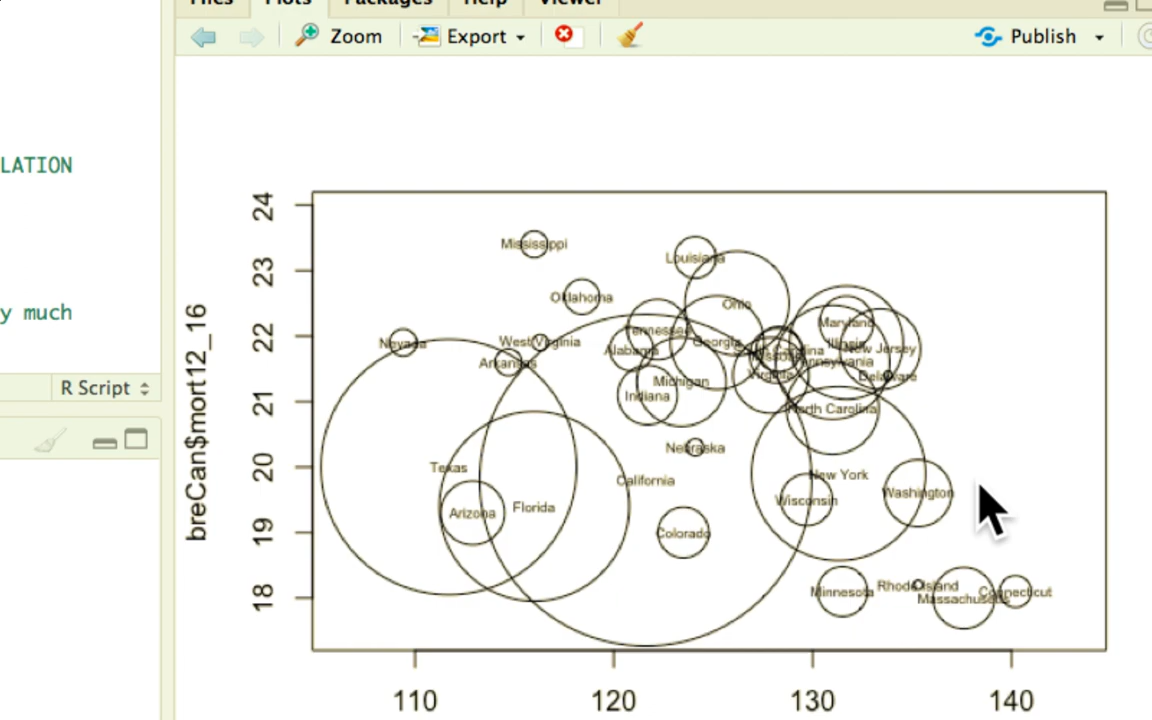 Files Plots Packages Help Viewer
Zoom Export Publish
LATION
y much
R Script
breCan$mort12_16
24
23
22
21
20
19
18
Mississippi
Louisiana
Oklahoma
Ohio
Maryland
Tennessee
Nevada
West Virginia
Georgia
Illinois
Alabama
New Jersey
Arkansas
Pennsylvania
Virginia
Delaware
Michigan
Indiana
North Carolina
Nebraska
Texas
California
New York
Washington
Wisconsin
Arizona
Florida
Colorado
Minnesota
Rhode Island
Massachusetts
Connecticut
110 120 130 140